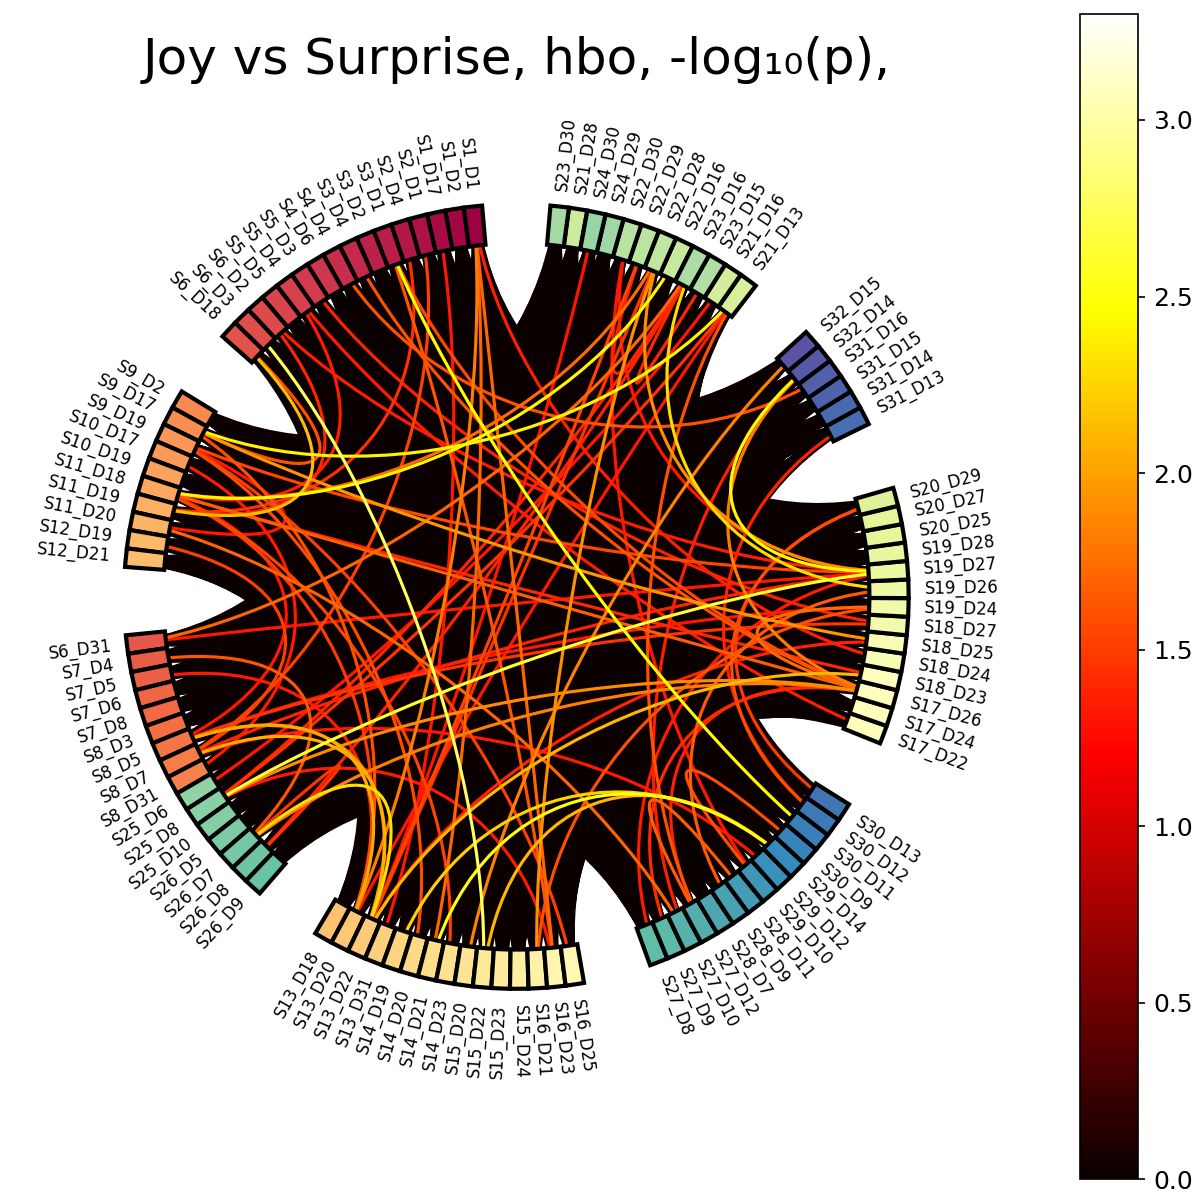 Joy vs Surprise, hbo, -log₁₀(p),
S23_D30
S21_D28
S24_D30
S24_D29
S22_D30
S22_D29
S22_D28
S22_D16
S23_D16
S23_D15
S21_D16
S21_D13
S32_D15
S32_D14
S31_D16
S31_D15
S31_D14
S31_D13
S20_D29
S20_D27
S20_D25
S19_D28
S19_D27
S19_D26
S19_D24
S18_D27
S18_D25
S18_D24
S18_D23
S17_D26
S17_D24
S17_D22
S30_D13
S30_D12
S30_D11
S30_D9
S29_D14
S29_D12
S29_D10
S28_D11
S28_D9
S28_D7
S27_D12
S27_D10
S27_D9
S27_D8
S16_D25
S16_D23
S16_D21
S15_D24
S15_D23
S15_D22
S15_D20
S14_D23
S14_D21
S14_D20
S14_D19
S13_D31
S13_D22
S13_D20
S13_D18
S26_D9
S26_D8
S26_D7
S26_D5
S25_D10
S25_D8
S25_D6
S8_D31
S8_D7
S8_D5
S8_D3
S7_D8
S7_D6
S7_D5
S7_D4
S6_D31
S12_D21
S12_D19
S11_D20
S11_D19
S11_D18
S10_D19
S10_D17
S9_D19
S9_D17
S9_D2
S6_D18
S6_D3
S6_D2
S5_D5
S5_D4
S5_D3
S4_D6
S4_D4
S3_D4
S3_D2
S3_D1
S2_D4
S2_D1
S1_D17
S1_D2
S1_D1
3.0
2.5
2.0
1.5
1.0
0.5
0.0